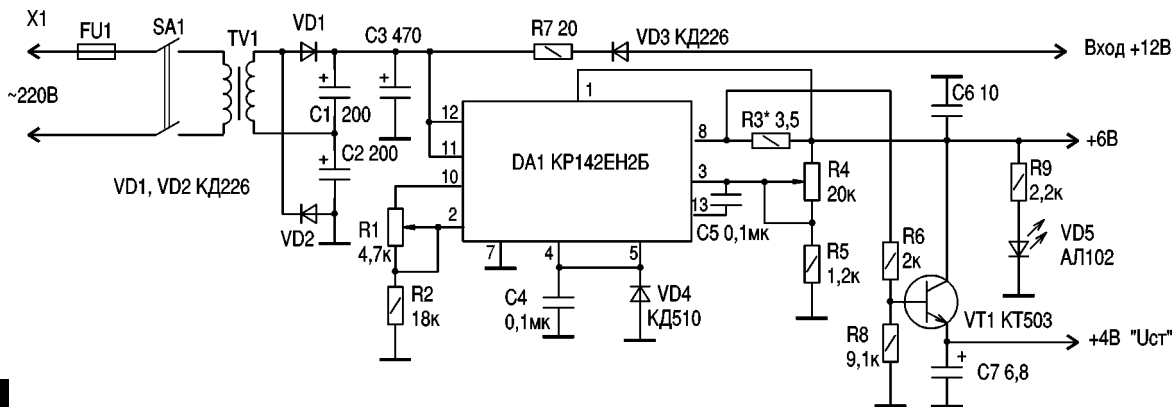 X1
FU1
SA1
TV1
~220В
VD1
C3 470
C1 200
C2 200
VD1, VD2 КД226
VD2
R7 20
VD3 КД226
Вход +12В
1
12
11
10
2
7
4
5
8
3
13
DA1 КР142ЕН2Б
R1
4,7к
R2
18к
C4
0,1мк
VD4
КД510
R3* 3,5
C5 0,1мк
R4
20к
R5
1,2к
C6 10
+6В
R9
2,2к
VD5
АЛ102
R6
2к
VT1 КТ503
R8
9,1к
+4В "Uст"
C7 6,8
+
+
+
+